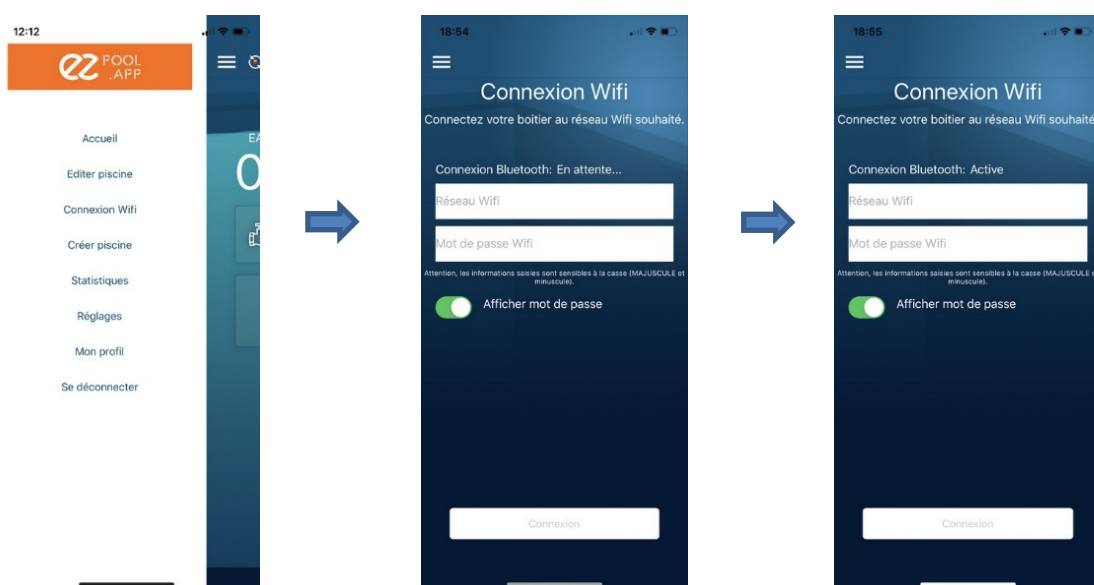 12:12
ez POOL
.APP
Accueil
Editer piscine
Connexion Wifi
Créer piscine
Statistiques
Réglages
Mon profil
Se déconnecter
EA
0
18:54
Connexion Wifi
Connectez votre boitier au réseau Wifi souhaité.
Connexion Bluetooth: En attente...
Réseau Wifi
Mot de passe Wifi
Attention, les informations saisies sont sensibles à la casse (MAJUSCULE et
minuscule).
Afficher mot de passe
Connexion
18:55
Connexion Wifi
Connectez votre boitier au réseau Wifi souhaité
Connexion Bluetooth: Active
Réseau Wifi
Mot de passe Wifi
Attention, les informations saisies sont sensibles à la casse (MAJUSCULE e
minuscule).
Afficher mot de passe
Connexion